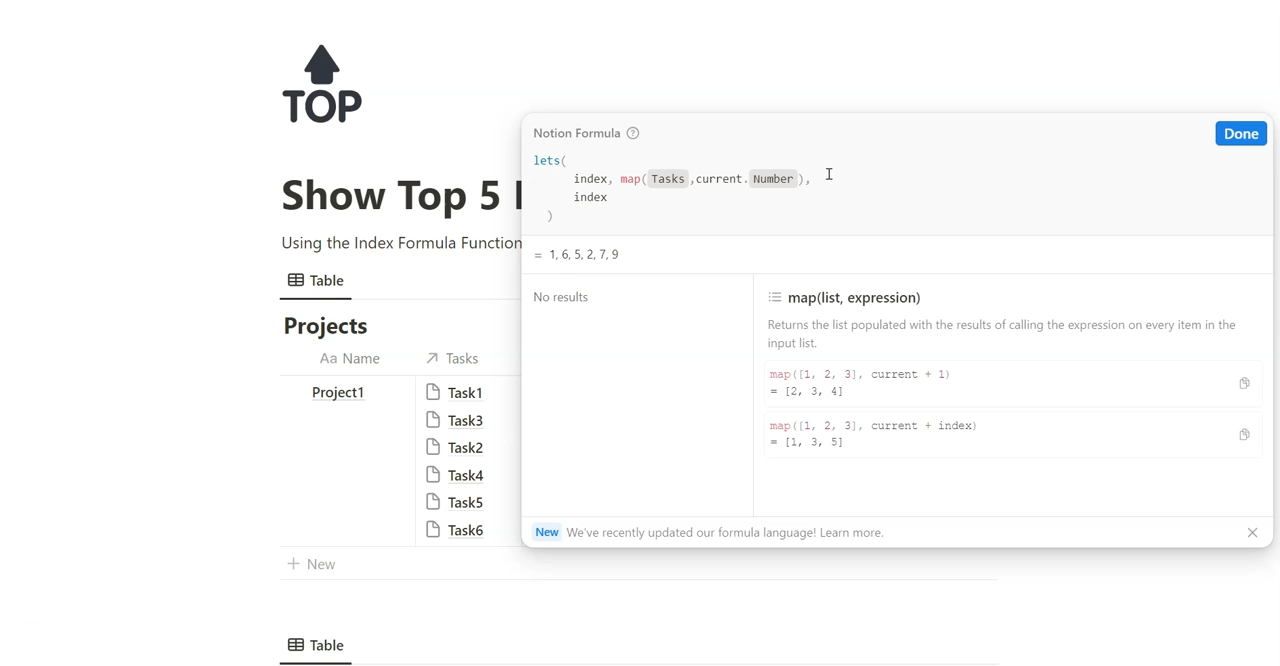 TOP
Show Top 5
Using the Index Formula Function
Table
Projects
Aa Name
Tasks
Project1
Task1
Task3
Task2
Task4
Task5
Task6
New
Table
Notion Formula
Done
lets(
index, map( Tasks ,current. Number ),
index
)
= 1, 6, 5, 2, 7, 9
No results
map(list, expression)
Returns the list populated with the results of calling the expression on every item in the
input list.
map([1, 2, 3], current + 1)
= [2, 3, 4]
map([1, 2, 3], current + index)
= [1, 3, 5]
New We've recently updated our formula language! Learn more.